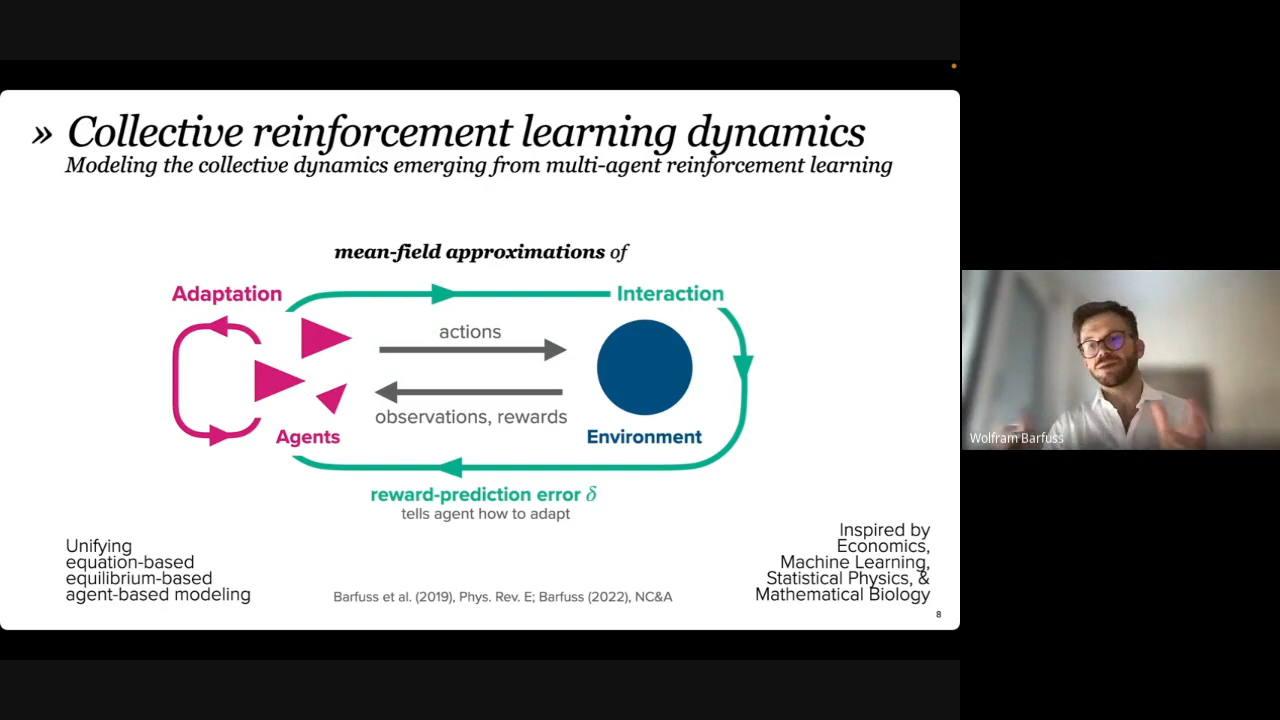 » Collective reinforcement learning dynamics
Modeling the collective dynamics emerging from multi-agent reinforcement learning
mean-field approximations of
Adaptation
Interaction
actions
observations, rewards
Agents
Environment
reward-prediction error δ
tells agent how to adapt
Unifying
equation-based
equilibrium-based
agent-based modeling
Barfuss et al. (2019), Phys. Rev. E; Barfuss (2022), NC&A
Inspired by
Economics,
Machine Learning,
Statistical Physics, &
Mathematical Biology
8
Wolfram Barfuss